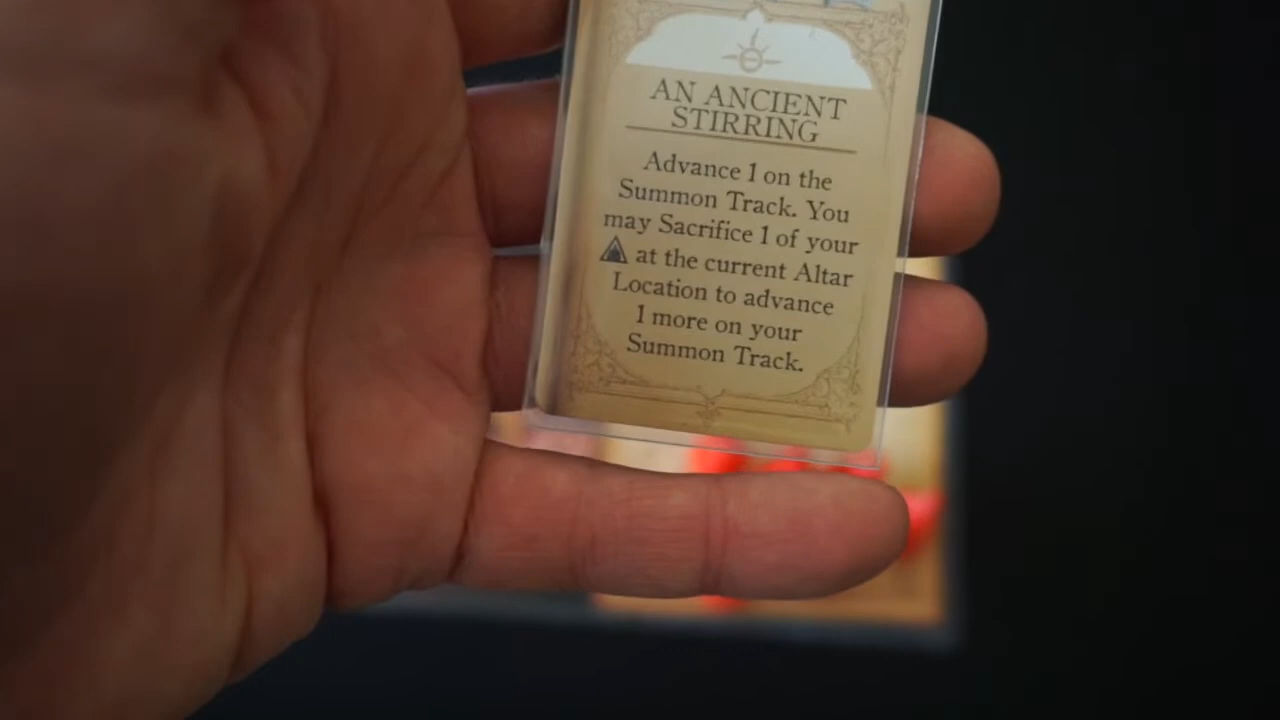 AN ANCIENT
STIRRING
Advance 1 on the
Summon Track. You
may Sacrifice 1 of your
at the current Altar
Location to advance
1 more on your
Summon Track.